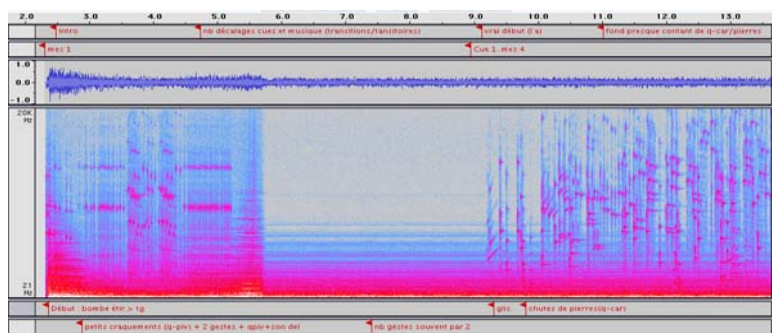 2.0 3.0 4.0 5.0 6.0 7.0 8.0 9.0 10.0 11.0 12.0 13.0
Intro nb décalages cues et musique (transitions/tansitoires) vrai début (l a) fond presque contant de q-car/pierres
mes 1 Cue 1. mes 4
1.0
0.0
-1.0
20K
Hz
21
Hz
Début : bombe étir.> tg glis. chutes de pierres(q-car)
petits craquements (q-piv) + 2 gestes + qpiv+son del nb gestes souvent par 2